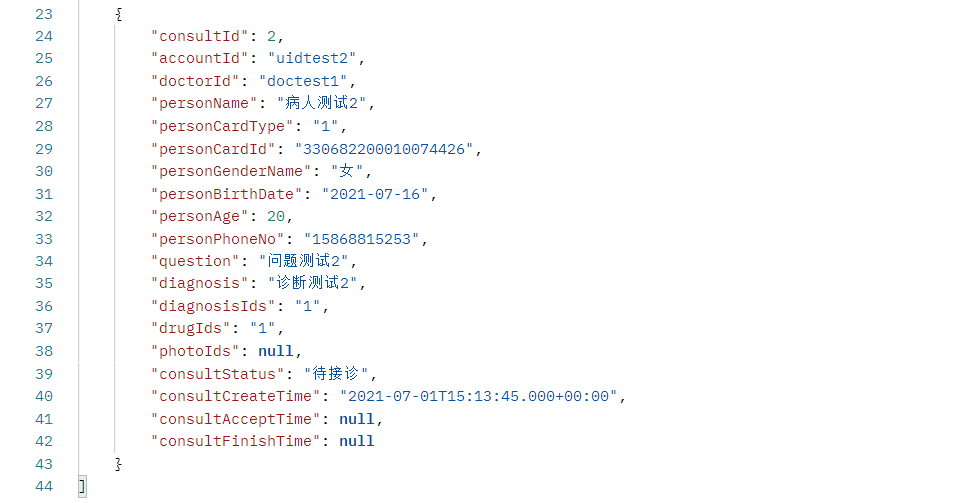 23 {
24 "consultId": 2,
25 "accountId": "uidtest2",
26 "doctorId": "doctest1",
27 "personName": "病人测试2",
28 "personCardType": "1",
29 "personCardId": "330682200010074426",
30 "personGenderName": "女",
31 "personBirthDate": "2021-07-16",
32 "personAge": 20,
33 "personPhoneNo": "15868815253",
34 "question": "问题测试2",
35 "diagnosis": "诊断测试2",
36 "diagnosisIds": "1",
37 "drugIds": "1",
38 "photoIds": null,
39 "consultStatus": "待接诊",
40 "consultCreateTime": "2021-07-01T15:13:45.000+00:00",
41 "consultAcceptTime": null,
42 "consultFinishTime": null
43 }
44 ]